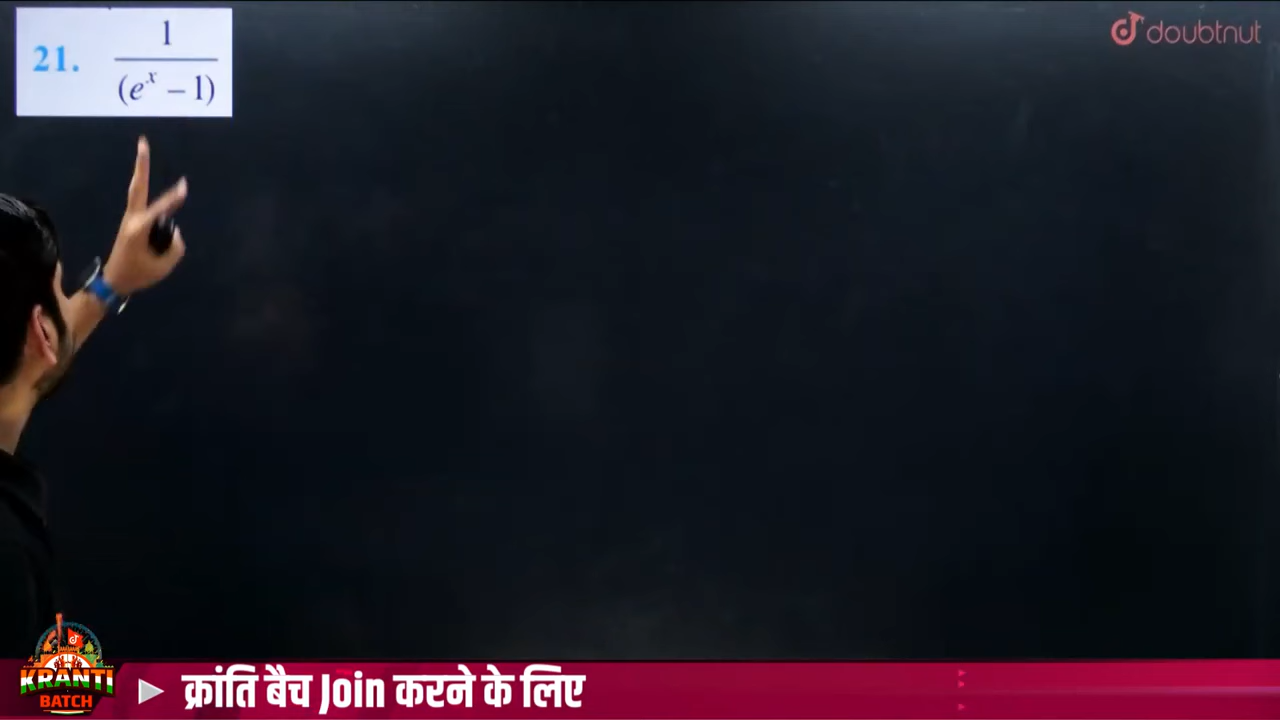 21. 1/(e^x – 1)
doubtnut
KRANTI
BATCH
क्रांति बैच Join करने के लिए